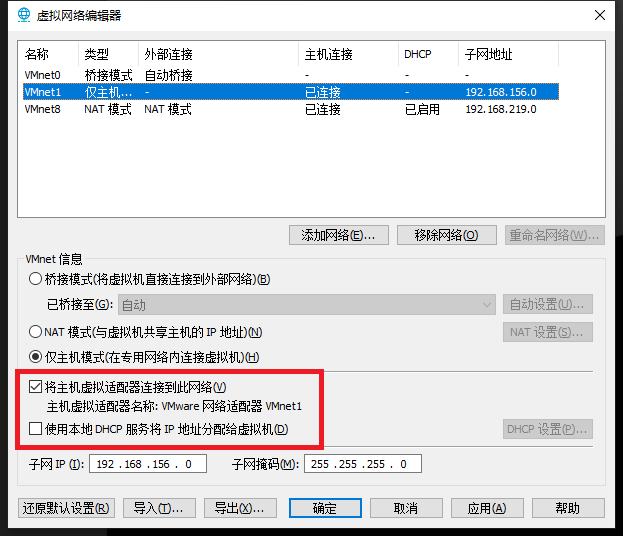 虚拟网络编辑器
名称 类型 外部连接 主机连接 DHCP 子网地址
VMnet0 桥接模式 自动桥接 - - -
VMnet1 仅主机... - 已连接 - 192.168.156.0
VMnet8 NAT 模式 NAT 模式 已连接 已启用 192.168.219.0
添加网络(E)... 移除网络(O) 重命名网络(W)...
VMnet 信息
桥接模式(将虚拟机直接连接到外部网络)(B)
已桥接至(G): 自动 自动设置(U)...
NAT 模式(与虚拟机共享主机的 IP 地址)(N) NAT 设置(S)...
仅主机模式(在专用网络内连接虚拟机)(H)
将主机虚拟适配器连接到此网络(V)
主机虚拟适配器名称: VMware 网络适配器 VMnet1
使用本地 DHCP 服务将 IP 地址分配给虚拟机(D) DHCP 设置(P)...
子网 IP (I): 192 . 168 . 156 . 0 子网掩码(M): 255 . 255 . 255 . 0
还原默认设置(R) 导入(T)... 导出(X)... 确定 取消 应用(A) 帮助